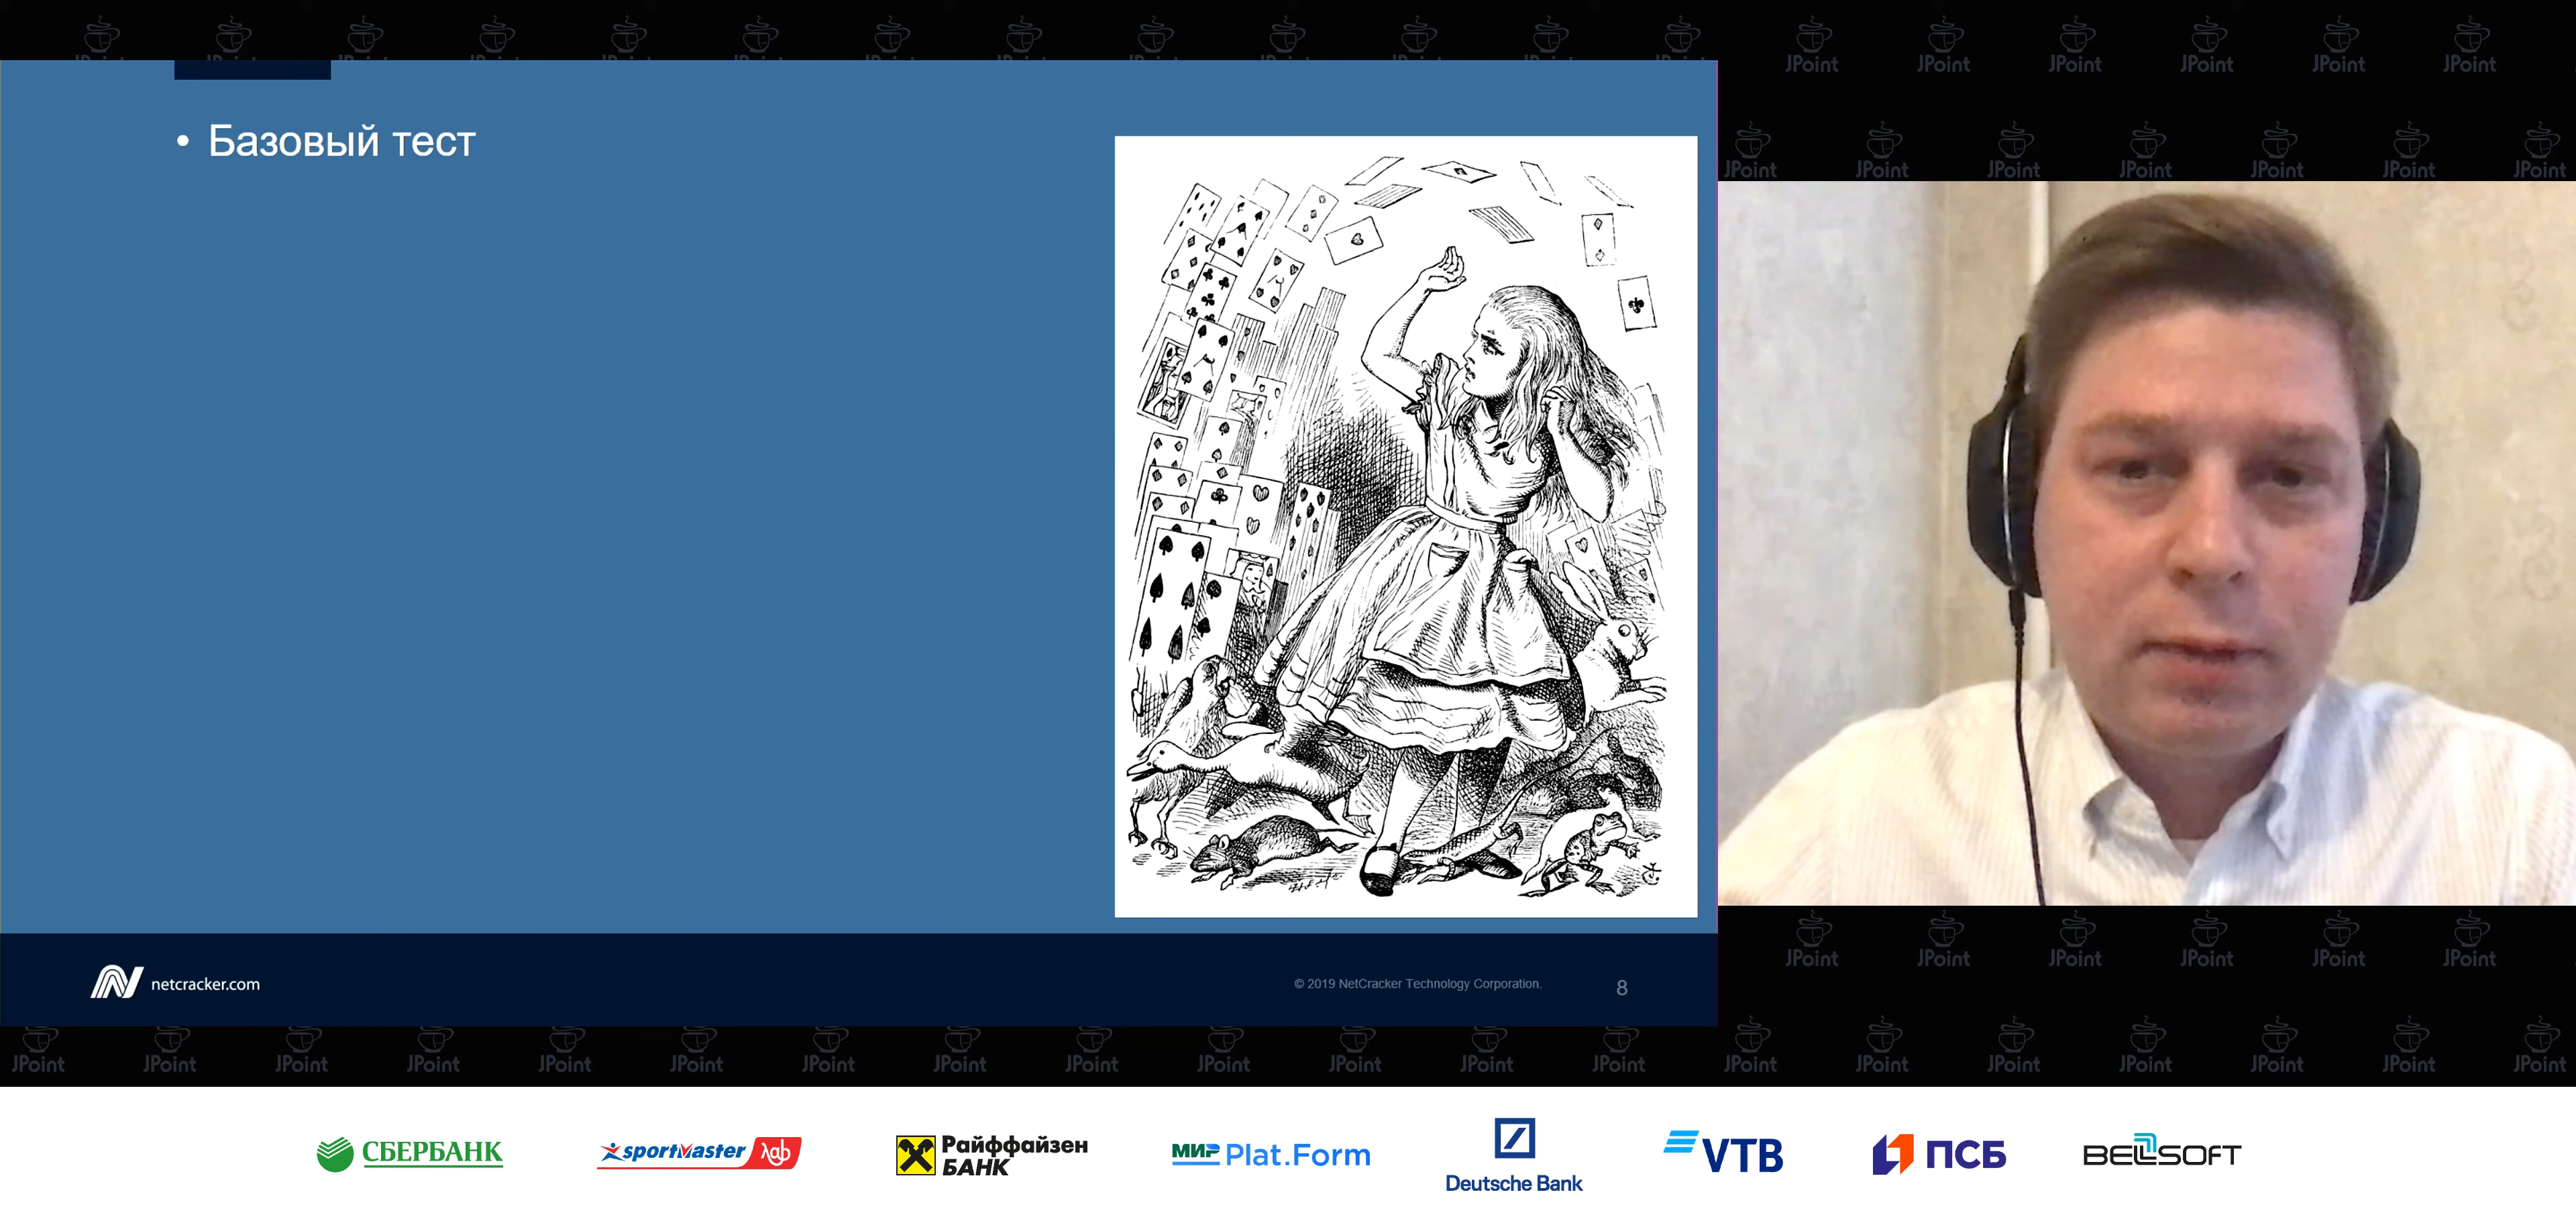 • Базовый тест
netcracker.com
© 2019 NetCracker Technology Corporation.
8
JPoint
СБЕРБАНК
sportmaster lab
Райффайзен
БАНК
МИР Plat.Form
Deutsche Bank
VTB
ПСБ
BELLSOFT